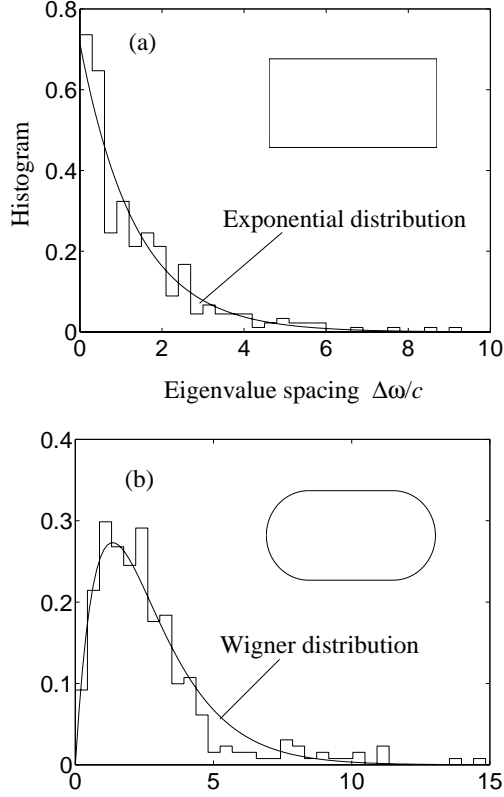 0.8
(a)
0.6
Histogram
0.4
Exponential distribution
0.2
0
0 2 4 6 8 10
Eigenvalue spacing Δω/c
0.4
(b)
0.3
0.2
Wigner distribution
0.1
0
0 5 10 15